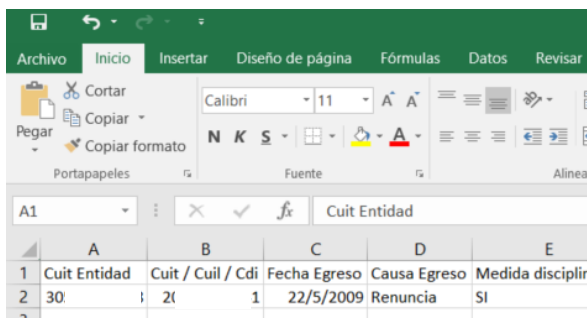 Archivo Inicio Insertar Diseño de página Fórmulas Datos Revisar
Cortar
Copiar
Copiar formato
Pegar
Portapapeles
Calibri 11 A A
N K S A
Fuente
Alinea
A1 fx Cuit Entidad
A B C D E
1 Cuit Entidad Cuit / Cuil / Cdi Fecha Egreso Causa Egreso Medida disciplin
2 30 20 1 22/5/2009 Renuncia SI